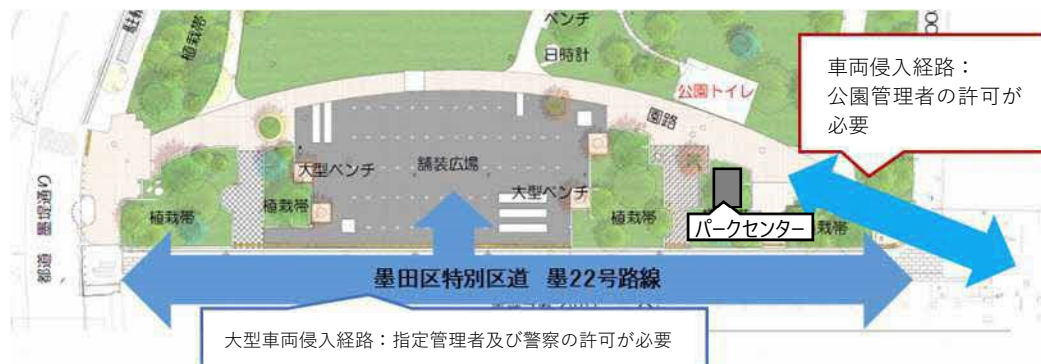 ベンチ
日時計
植栽帯
公園トイレ
園路
車両侵入経路：
公園管理者の許可が
必要
大型ベンチ
舗装広場
大型ベンチ
植栽帯
植栽帯
植栽帯
植栽帯
パークセンター
都道 墨堤通り
墨田区特別区道 墨22号路線
大型車両侵入経路：指定管理者及び警察の許可が必要